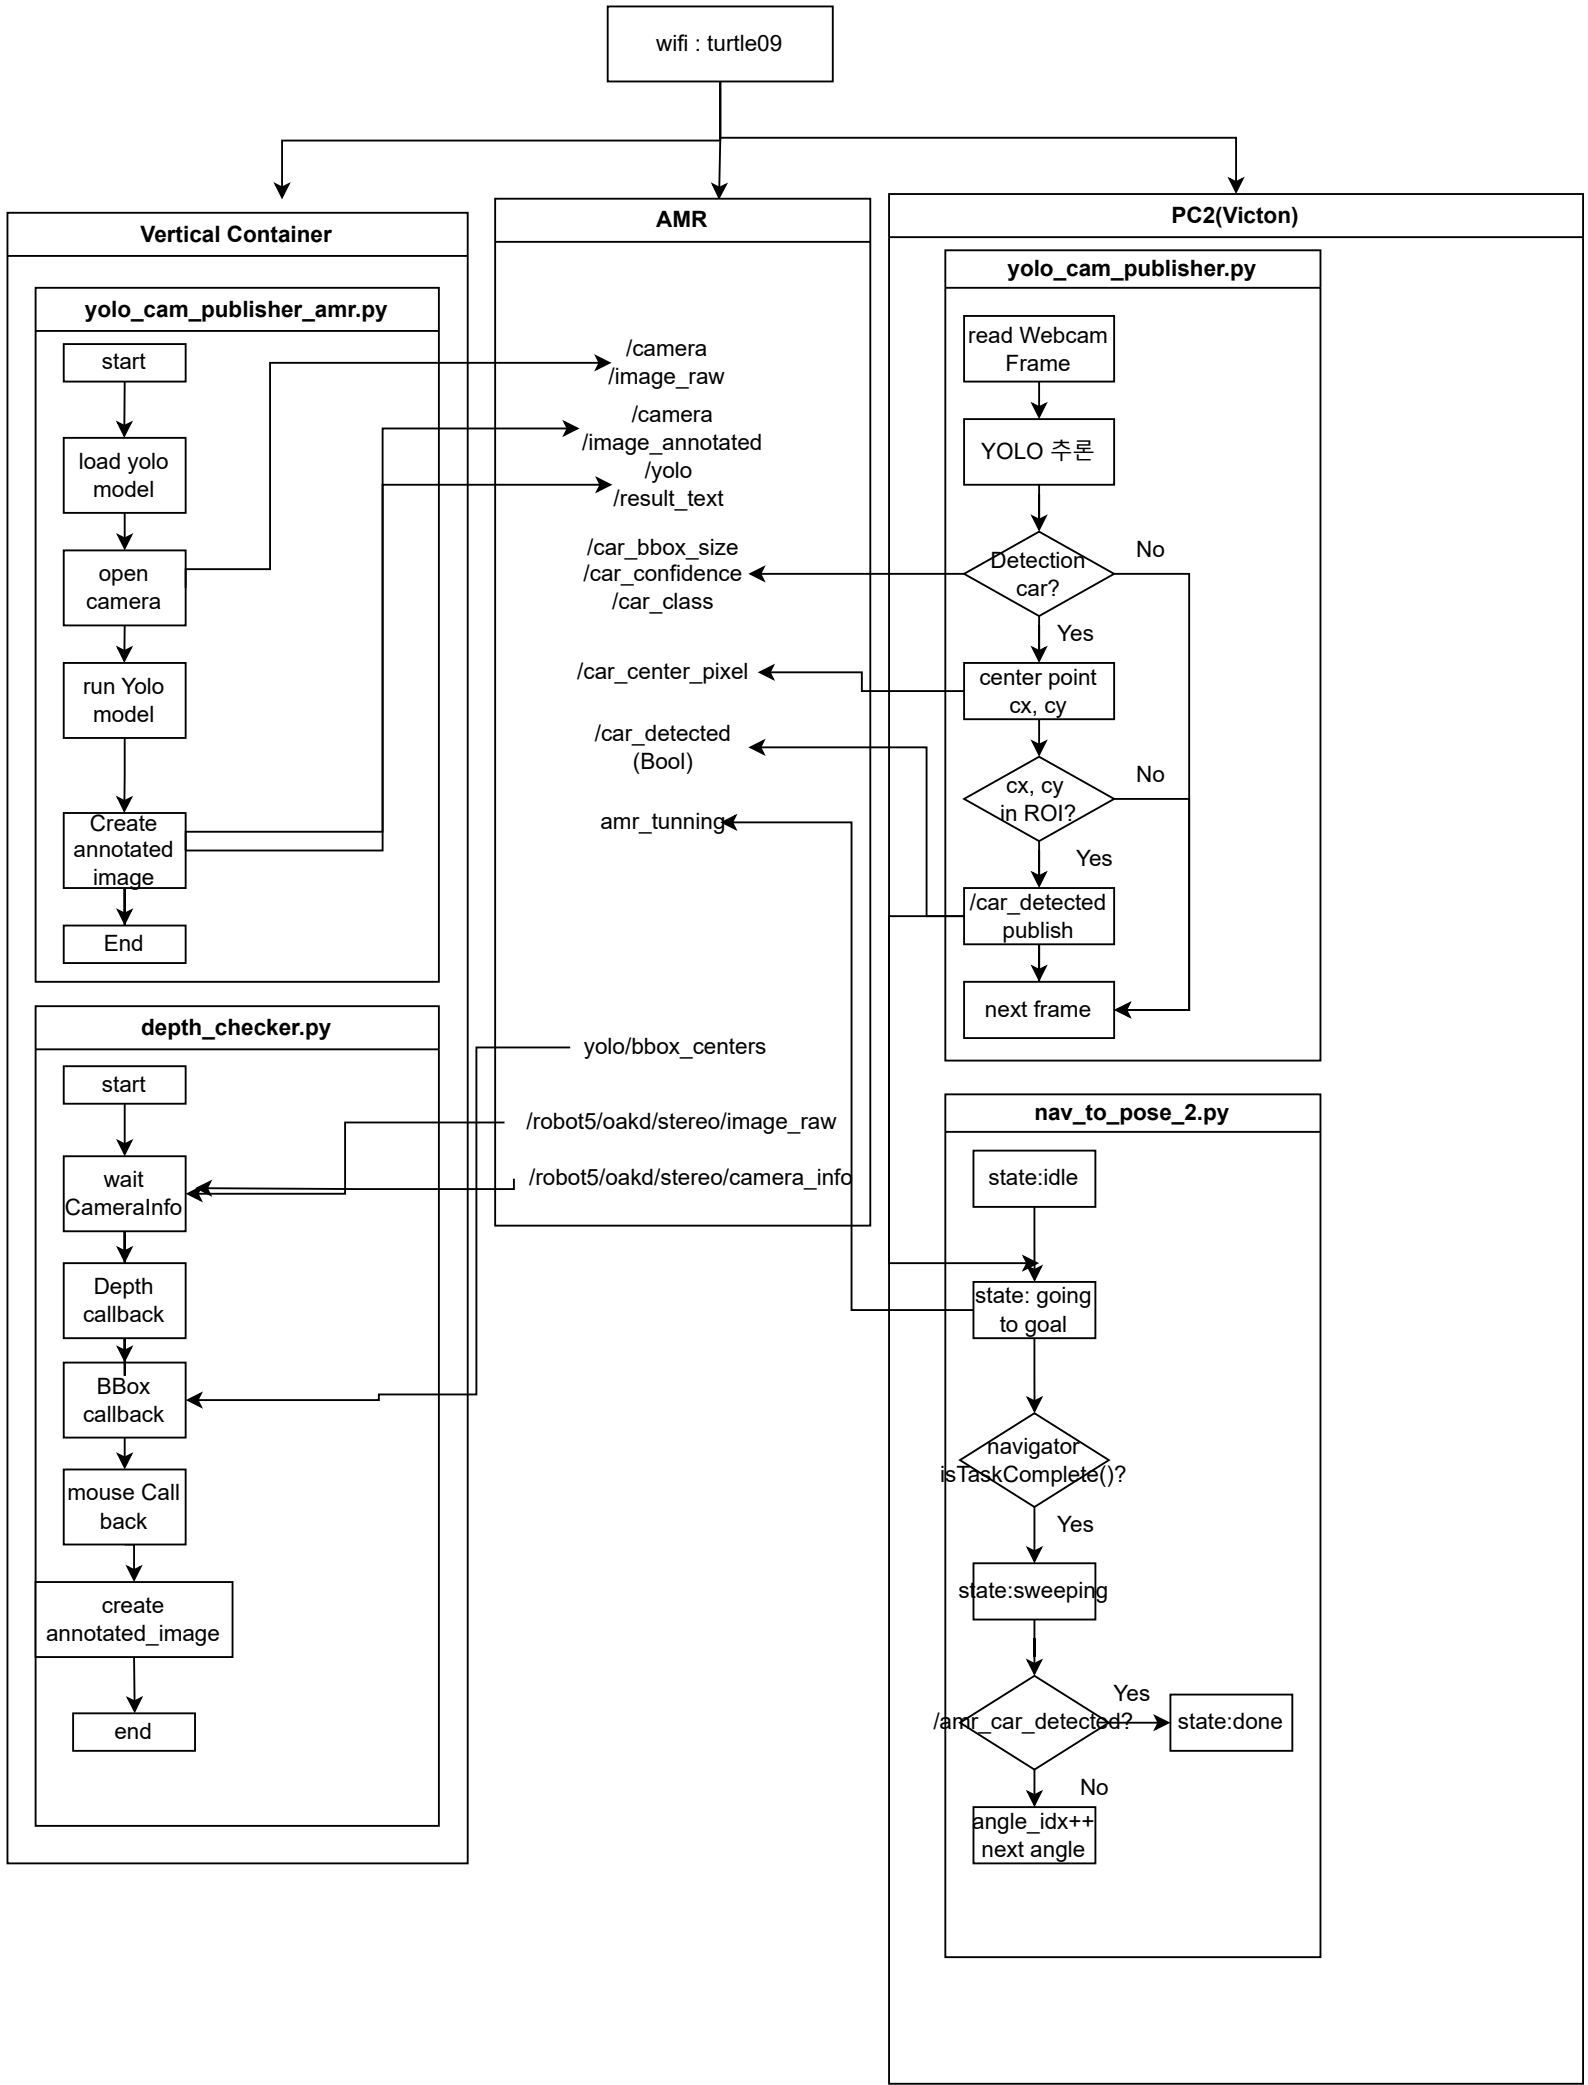 wifi : turtle09
Vertical Container
yolo_cam_publisher_amr.py
start
load yolo
model
open
camera
run Yolo
model
Create
annotated
image
End
depth_checker.py
start
wait
CameraInfo
Depth
callback
BBox
callback
mouse Call
back
create
annotated_image
end
AMR
/camera
/image_raw
/camera
/image_annotated
/yolo
/result_text
/car_bbox_size
/car_confidence
/car_class
/car_center_pixel
/car_detected
(Bool)
amr_tunning
yolo/bbox_centers
/robot5/oakd/stereo/image_raw
/robot5/oakd/stereo/camera_info
PC2(Victon)
yolo_cam_publisher.py
read Webcam
Frame
YOLO 추론
Detection
car?
No
Yes
center point
cx, cy
cx, cy
in ROI?
No
Yes
/car_detected
publish
next frame
nav_to_pose_2.py
state:idle
state: going
to goal
navigator
isTaskComplete()?
Yes
state:sweeping
/amr_car_detected?
Yes
state:done
No
angle_idx++
next angle